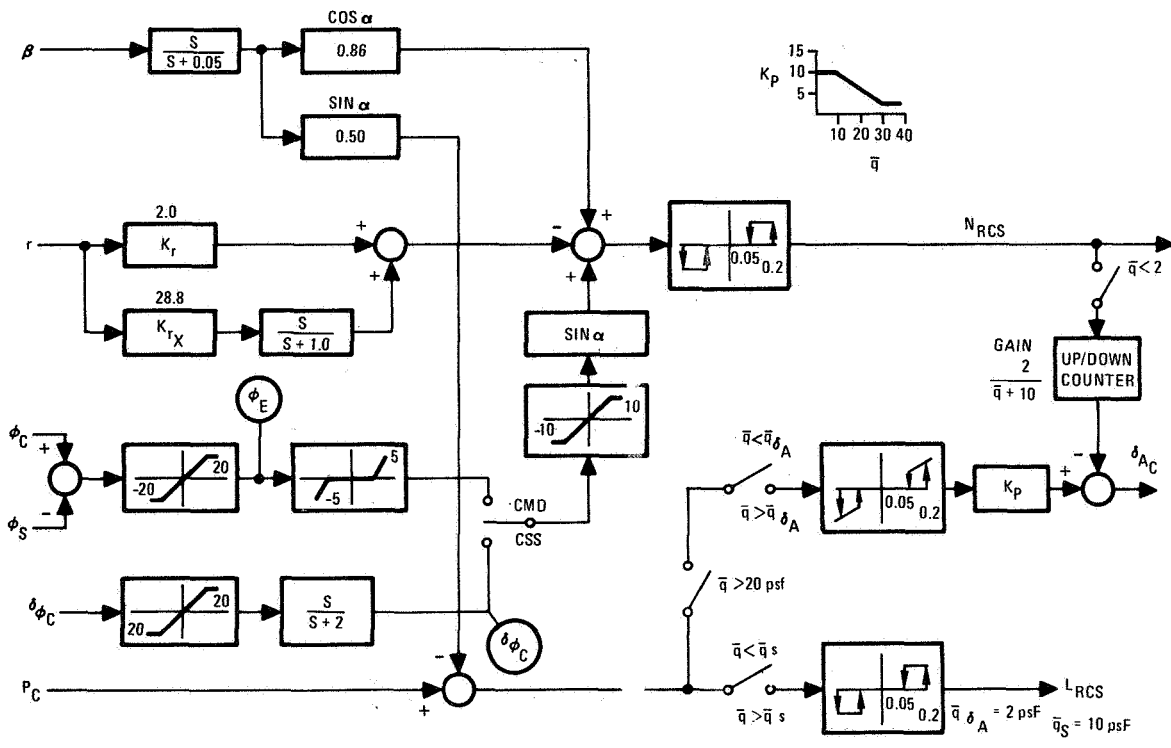 COS α
β
S
S + 0.05
0.86
SIN α
0.50
15
K_P 10
5
10 20 30 40
q̄
2.0
r
K_r
+
+
28.8
K_rX
S
S + 1.0
+
-
+
0.05
0.2
N_RCS
q̄ < 2
SIN α
GAIN
2
q̄ + 10
UP/DOWN
COUNTER
-10
10
φ_E
φ_C
+
-
φ_S
-20
20
-5
5
CMD
CSS
q̄ < q̄ δ_A
q̄ > q̄ δ_A
0.05
0.2
K_P
+
-
δ_AC
q̄ > 20 psf
δ_φC
20
20
S
S + 2
δ_φC
P_C
-
+
q̄ < q̄ s
q̄ > q̄ s
0.05
0.2
L_RCS
q̄ δ_A = 2 psF
q̄_S = 10 psF